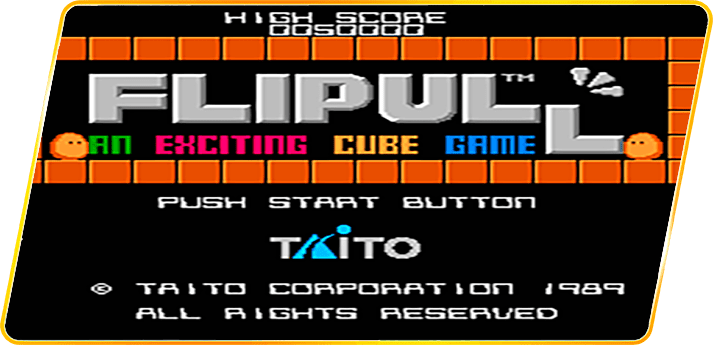 HIGH SCORE
0050000
FLIPULL™
AN EXCITING CUBE GAME
PUSH START BUTTON
TAITO
© TAITO CORPORATION 1989
ALL RIGHTS RESERVED